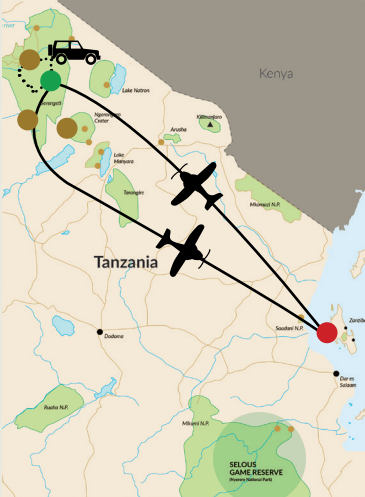 river
Kenya
Lake Natron
Serengeti
Ngorongoro
Crater
Arusha
Kilimanjaro
Lake
Manyara
Tarangire
Mkomazi N.P.
Tanzania
Saadani N.P.
Zanzibar
Dodoma
Dar es
Salaam
Ruaha N.P.
Mikumi N.P.
SELOUS
GAME RESERVE
(Nyerere National Park)